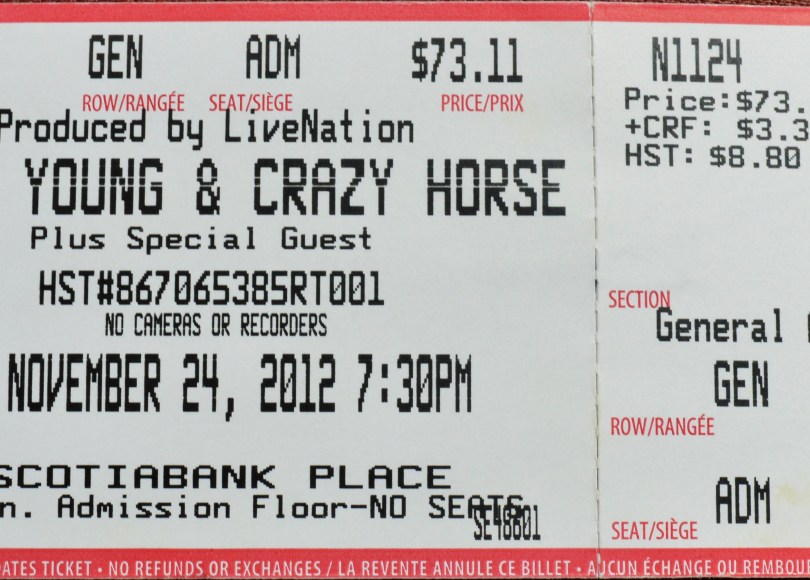 GEN ADM $73.11
ROW/RANGÉE SEAT/SIÈGE PRICE/PRIX
Produced by LiveNation
YOUNG & CRAZY HORSE
Plus Special Guest
HST#867065385RT001
NO CAMERAS OR RECORDERS
NOVEMBER 24, 2012 7:30PM
SCOTIABANK PLACE
n. Admission Floor-NO SEATS
SE48601
N1124
Price:$73.
+CRF: $3.3
HST: $8.80
SECTION
General
GEN
ROW/RANGÉE
ADM
SEAT/SIÈGE
DATES TICKET • NO REFUNDS OR EXCHANGES / LA REVENTE ANNULE CE BILLET • AUCUN ÉCHANGE OU REMBOU